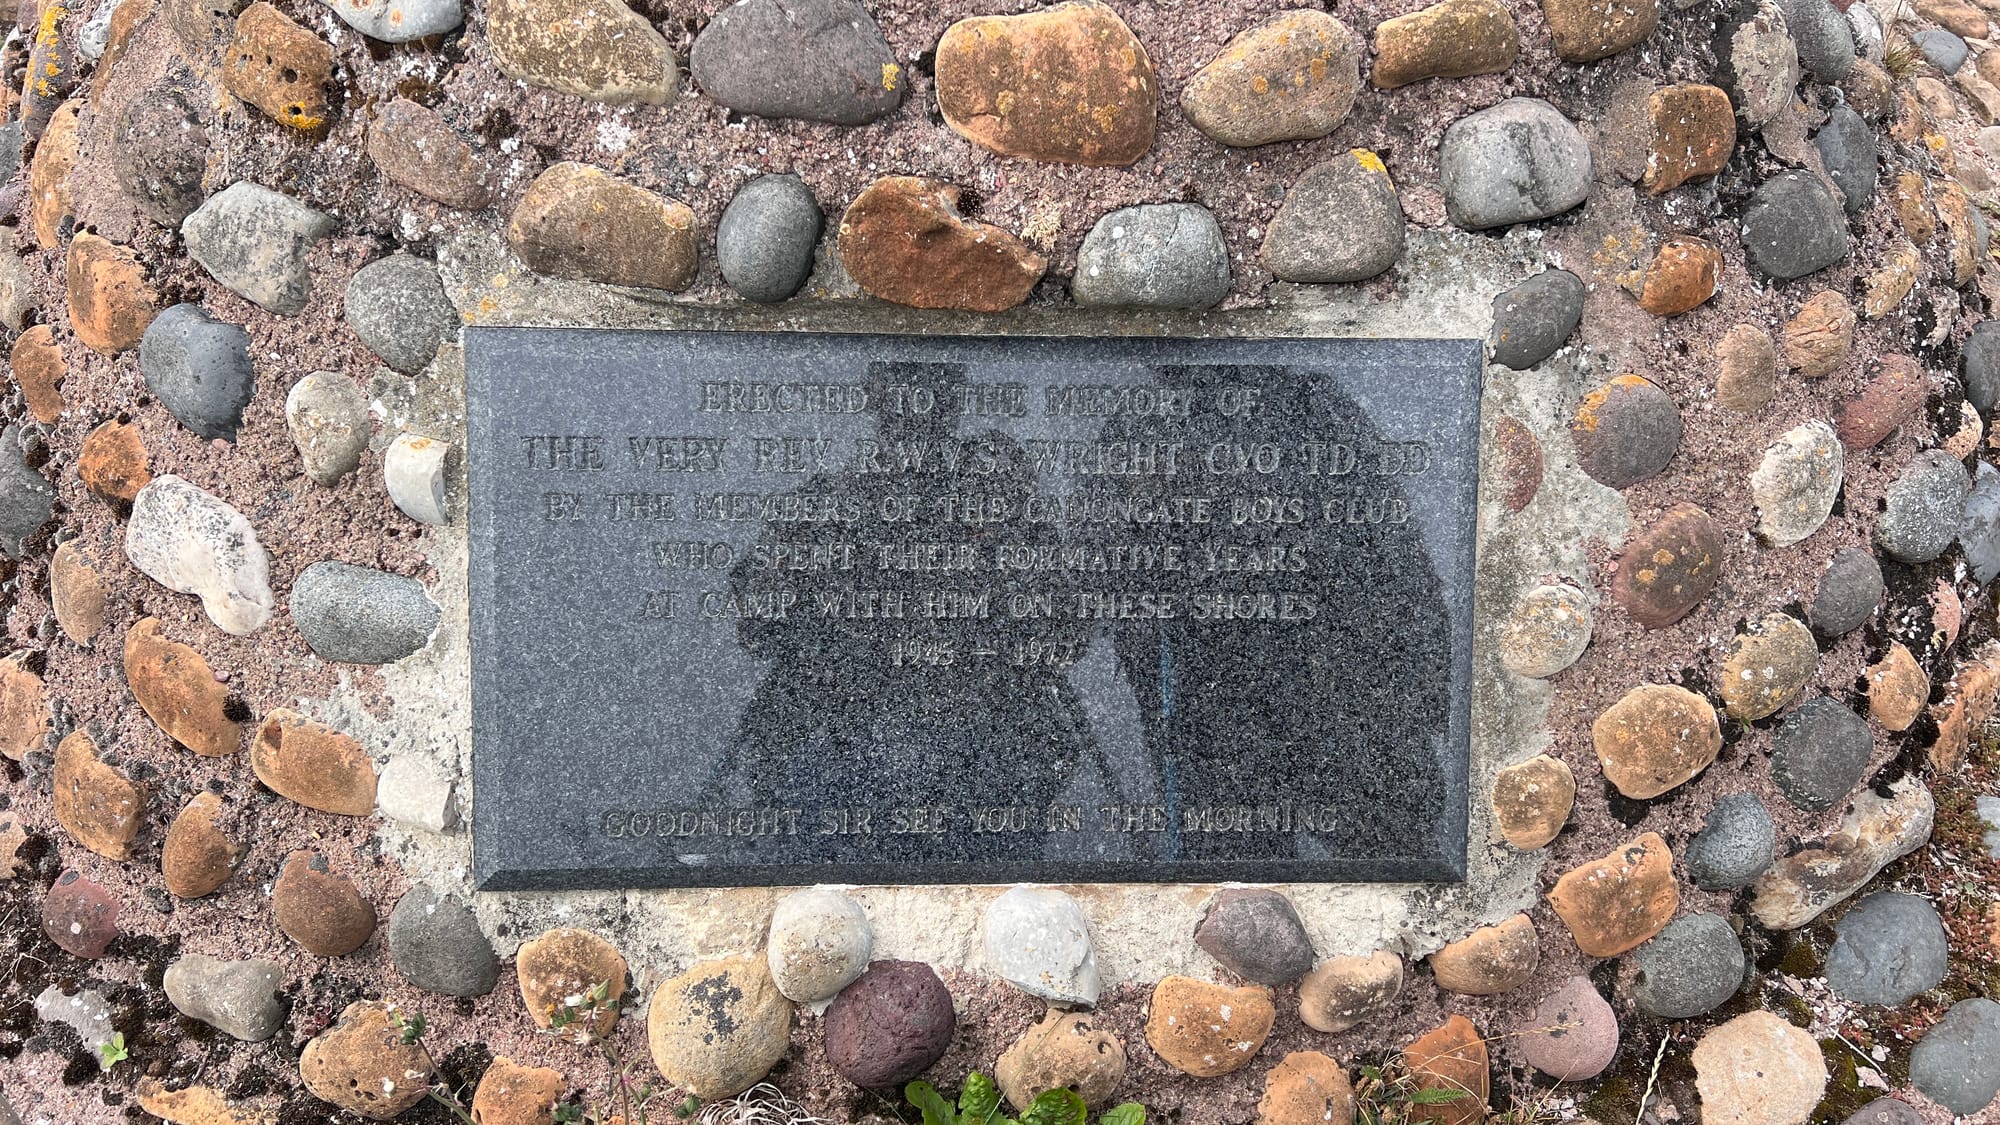 ERECTED TO THE MEMORY OF
THE VERY REV R.W.V.S. WRIGHT CVO TD DD
BY THE MEMBERS OF THE CANONGATE BOYS CLUB
WHO SPENT THEIR FORMATIVE YEARS
AT CAMP WITH HIM ON THESE SHORES
1945 — 1977
GOODNIGHT SIR SEE YOU IN THE MORNING